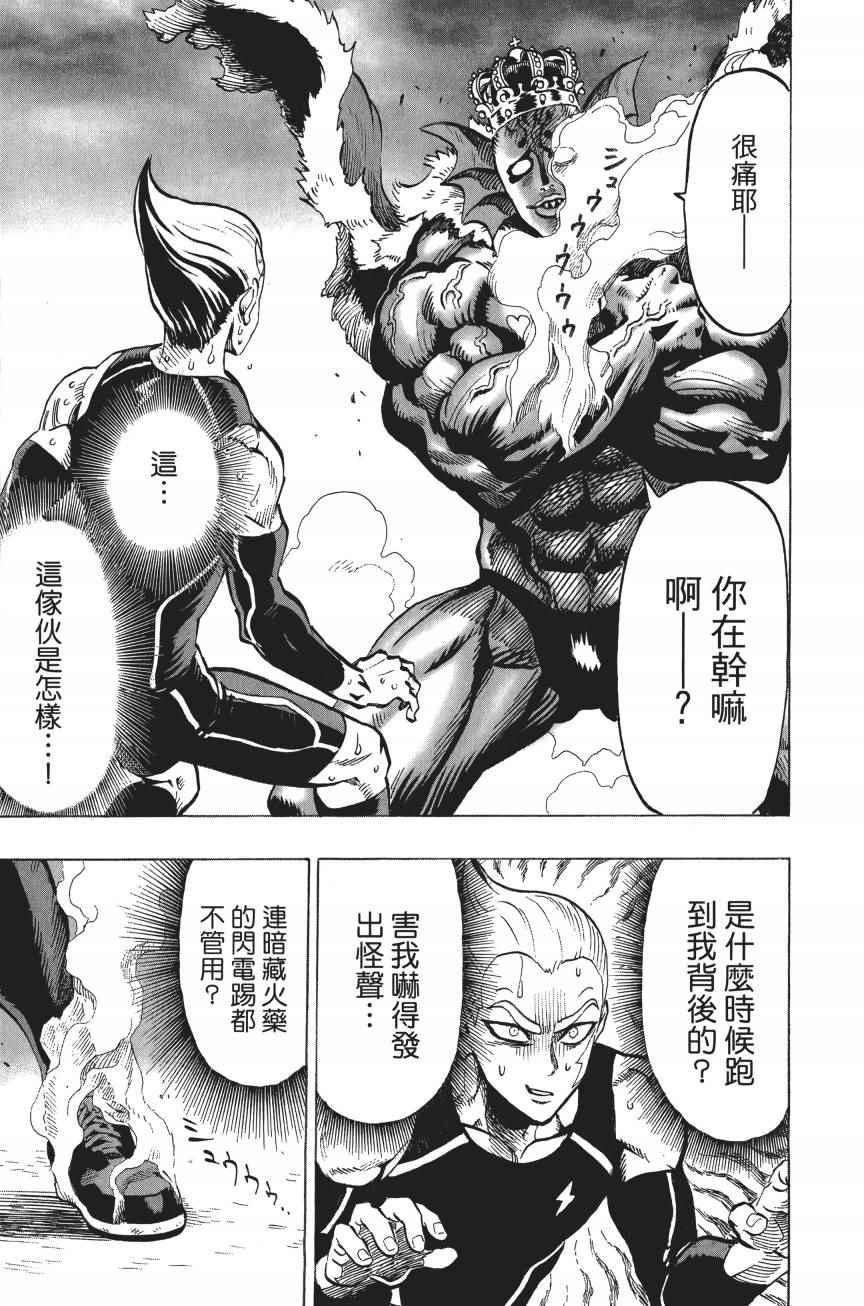 很痛耶——
シュウウウウゥ
你在幹嘛
啊——？
這…
這傢伙是怎樣…！
是什麼時候跑
到我背後的？
害我嚇得發
出怪聲…
連暗藏火藥
的閃電踢都
不管用？
シュウウゥ…